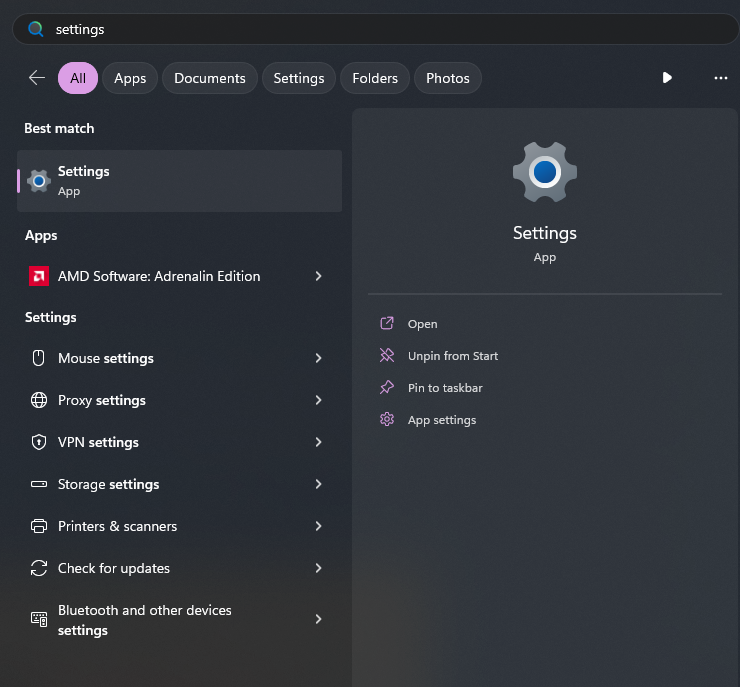 settings
All
Apps
Documents
Settings
Folders
Photos
Best match
Settings
App
Apps
AMD Software: Adrenalin Edition
Settings
Mouse settings
Proxy settings
VPN settings
Storage settings
Printers & scanners
Check for updates
Bluetooth and other devices
settings
Settings
App
Open
Unpin from Start
Pin to taskbar
App settings